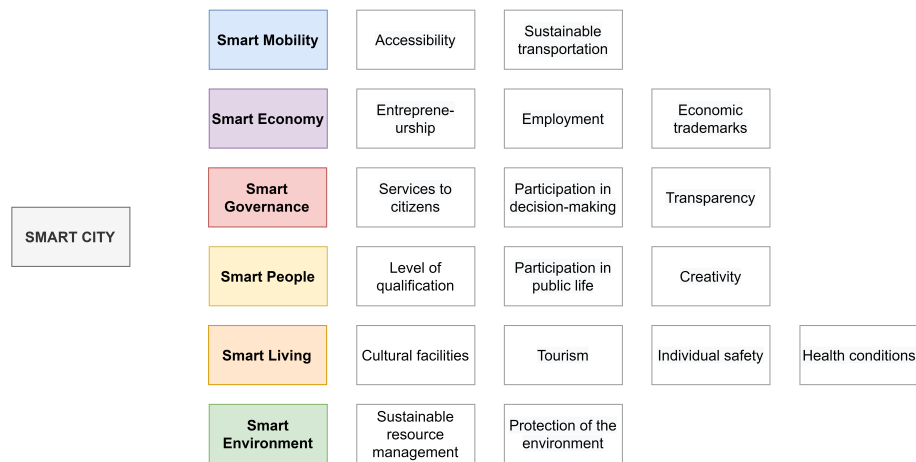 Smart Mobility
Accessibility
Sustainable
transportation
Smart Economy
Entreprene-
urship
Employment
Economic
trademarks
Smart
Governance
Services to
citizens
Participation in
decision-making
Transparency
SMART CITY
Smart People
Level of
qualification
Participation in
public life
Creativity
Smart Living
Cultural facilities
Tourism
Individual safety
Health conditions
Smart
Environment
Sustainable
resource
management
Protection of the
environment